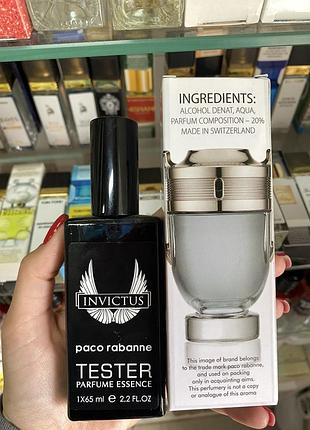 INVICTUS
paco rabanne
TESTER
PARFUME ESSENCE
1X65 ml e 2.2 FL.OZ
INGREDIENTS:
ALCOHOL DENAT, AQUA,
PARFUM COMPOSITION – 20%
MADE IN SWITZERLAND
This image of brand belongs
to the trade mark paco rabanne,
and used on packing
only in acquainting aims.
This perfumery is not a copy
or analogue of this aroma